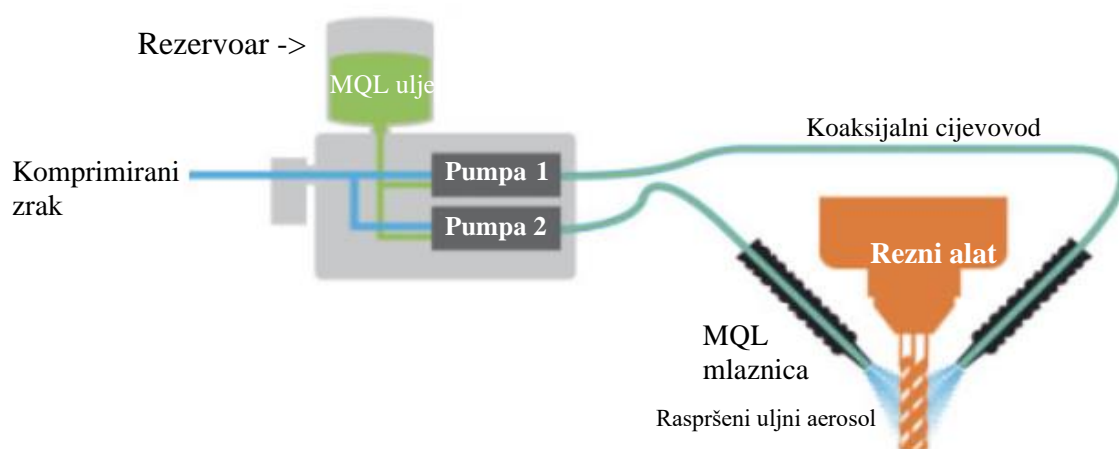 Rezervoar ->
MQL ulje
Koaksijalni cijevovod
Komprimirani
zrak
Pumpa 1
Pumpa 2
Rezni alat
MQL
mlaznica
Raspršeni uljni aerosol